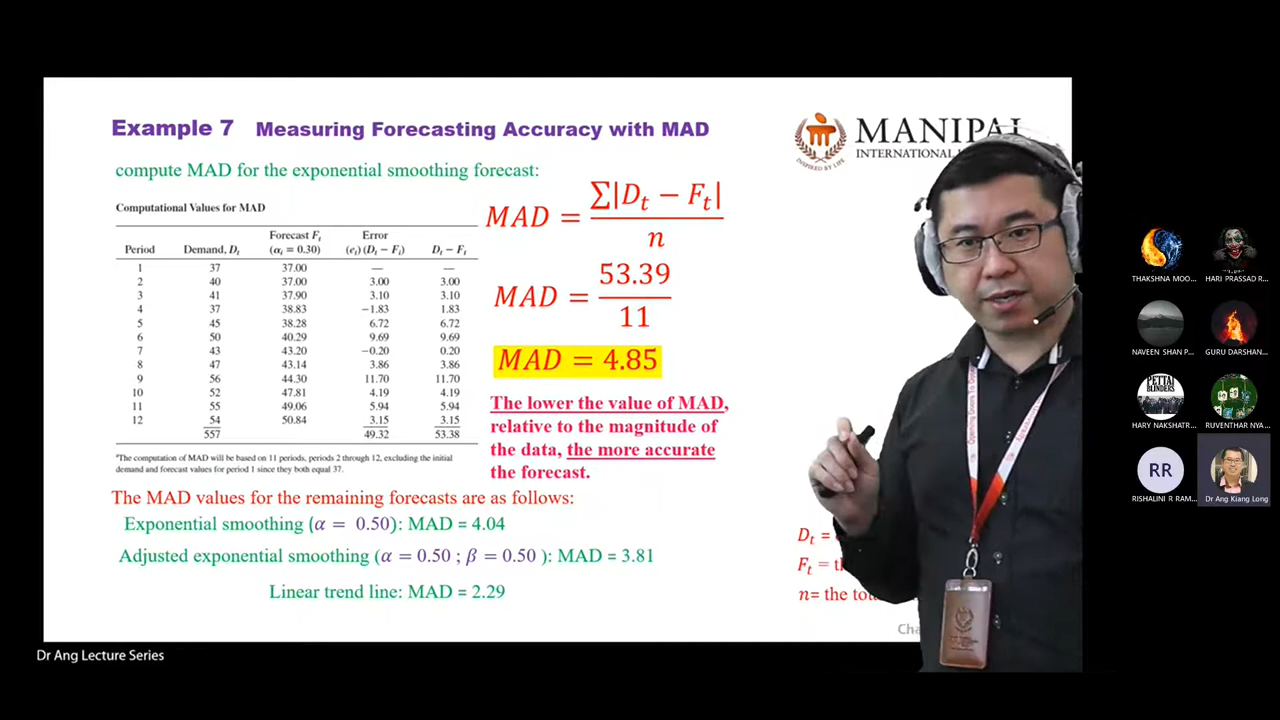 Example 7 Measuring Forecasting Accuracy with MAD
MANIPAL
INTERNATIONAL
INSPIRED BY LIFE
compute MAD for the exponential smoothing forecast:
Computational Values for MAD
Period Demand, Dₜ Forecast Fₜ (αₜ = 0.30) Error (eₜ) (Dₜ − Fₜ) Dₜ − Fₜ
1 37 37.00 — —
2 40 37.00 3.00 3.00
3 41 37.90 3.10 3.10
4 37 38.83 −1.83 1.83
5 45 38.28 6.72 6.72
6 50 40.29 9.69 9.69
7 43 43.20 −0.20 0.20
8 47 43.14 3.86 3.86
9 56 44.30 11.70 11.70
10 52 47.81 4.19 4.19
11 55 49.06 5.94 5.94
12 54 50.84 3.15 3.15
557 49.32 53.38
ᵃThe computation of MAD will be based on 11 periods, periods 2 through 12, excluding the initial
demand and forecast values for period 1 since they both equal 37.
MAD = ∑|Dₜ − Fₜ| / n
MAD = 53.39 / 11
MAD = 4.85
The lower the value of MAD,
relative to the magnitude of
the data, the more accurate
the forecast.
The MAD values for the remaining forecasts are as follows:
Exponential smoothing (α = 0.50): MAD = 4.04
Adjusted exponential smoothing (α = 0.50 ; β = 0.50 ): MAD = 3.81
Linear trend line: MAD = 2.29
Dₜ =
Fₜ =
n= the
Dr Ang Lecture Series
THAKSHNA MOO...
HARI PRASSAD R...
NAVEEN SHAN P...
GURU DARSHAN...
PETTAI
BLINDERS
HARY NAKSHATR...
RUVENTHAR NYA...
RR
RISHALINI R RAM...
Dr Ang Kiang Long